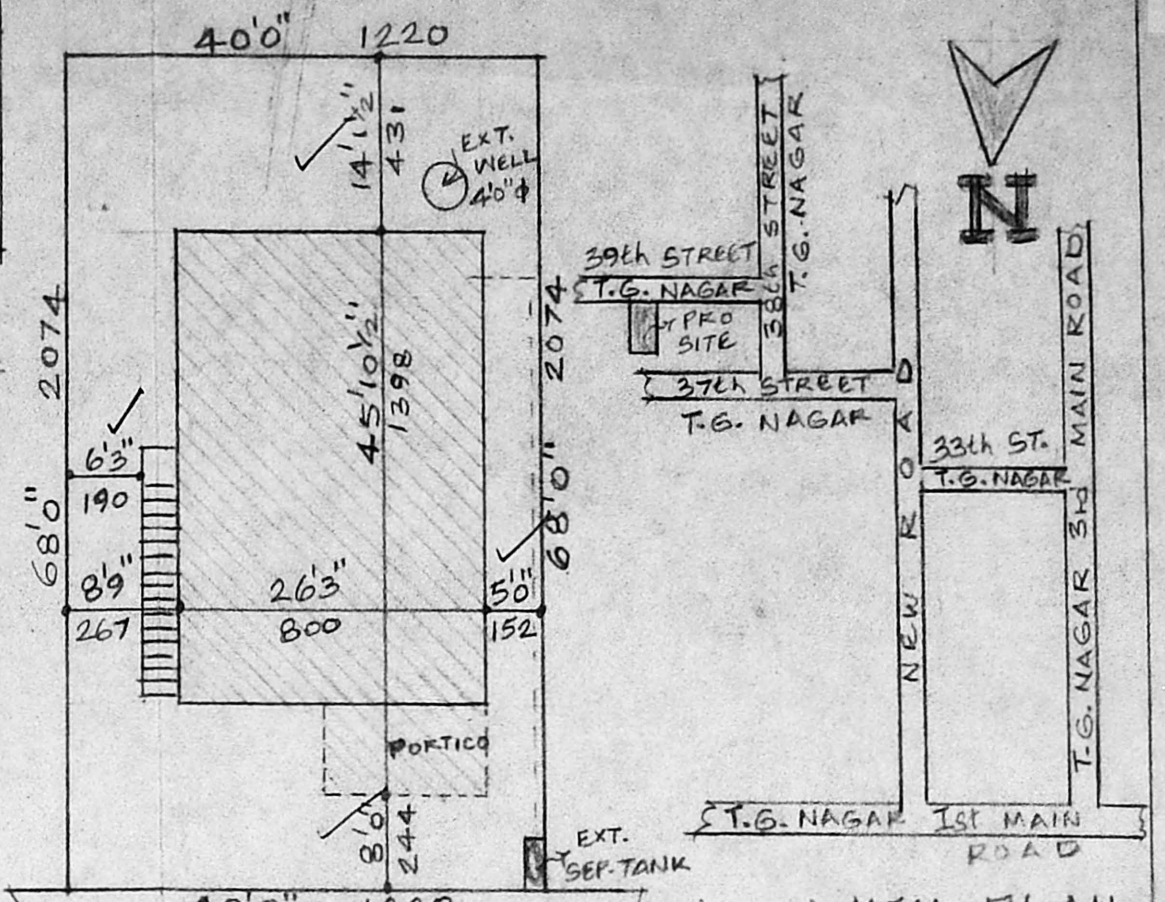 40'0" 1220
14'1½" 431
EXT.
WELL
4'0"φ
2074
68'0"
45'10½"
1398
2074
68'0"
6'3"
190
8'9"
267
26'3"
800
5'0"
152
PORTICO
8'0"
244
EXT.
SEP-TANK
N
39th STREET
T.G. NAGAR
38th STREET
T.G. NAGAR
PRO
SITE
37th STREET
T.G. NAGAR
NEW ROAD
33th ST.
T.G. NAGAR
T.G. NAGAR 3rd MAIN ROAD
T.G. NAGAR Ist MAIN
ROAD